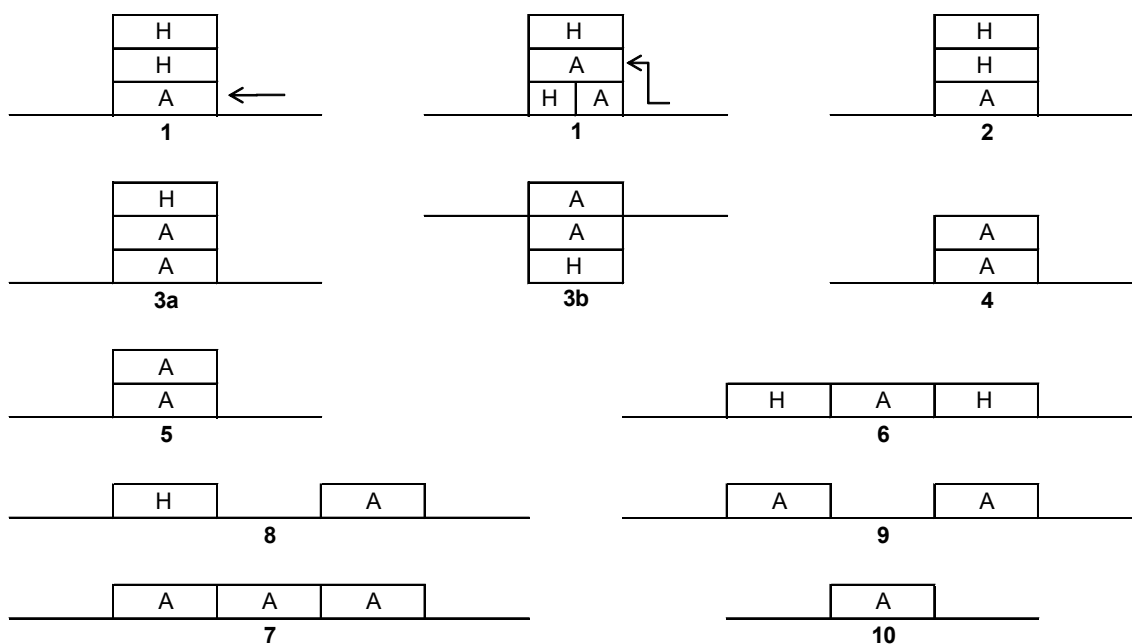 H H H
H A H
A H A A
1 1 2
H A
A A A
A H A
3a 3b 4
A
A H A H
5 6
H A A A
8 9
A A A A
7 10